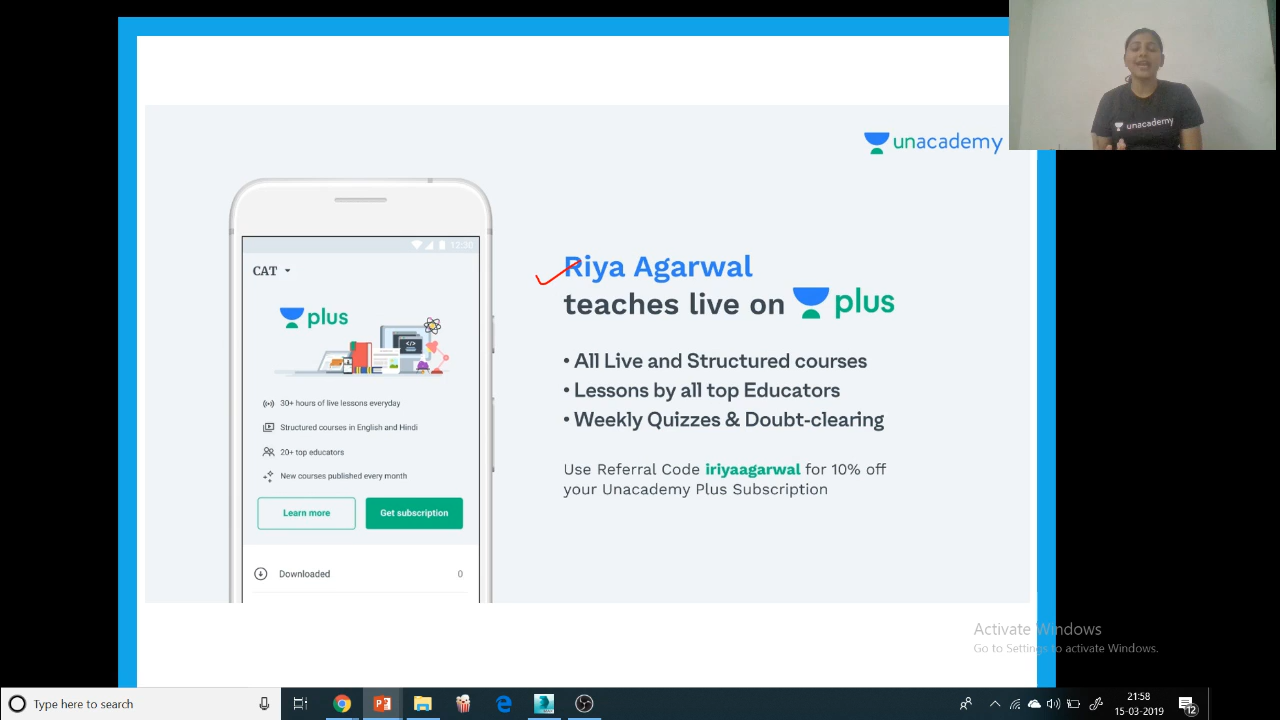 unacademy
unacademy
12:30
CAT
plus
30+ hours of live lessons everyday
Structured courses in English and Hindi
20+ top educators
New courses published every month
Learn more
Get subscription
Downloaded 0
Riya Agarwal
teaches live on plus
• All Live and Structured courses
• Lessons by all top Educators
• Weekly Quizzes & Doubt-clearing
Use Referral Code iriyaagarwal for 10% off
your Unacademy Plus Subscription
Activate Windows
Go to Settings to activate Windows.
Type here to search
21:58
15-03-2019
12